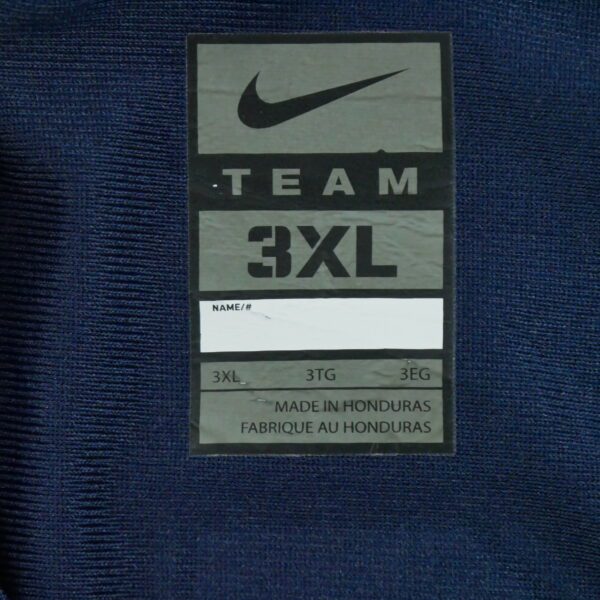 TEAM
3XL
NAME/#
3XL 3TG 3EG
MADE IN HONDURAS
FABRIQUE AU HONDURAS